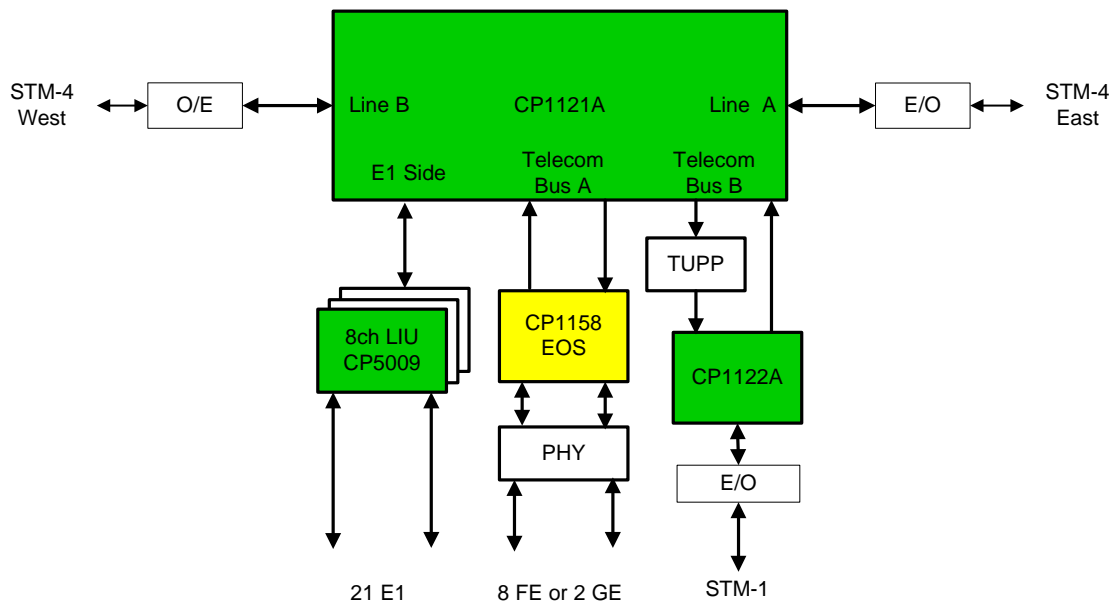 STM-4
West
O/E
Line B
CP1121A
Line A
E/O
STM-4
East
E1 Side
Telecom
Bus A
Telecom
Bus B
TUPP
8ch LIU
CP5009
CP1158
EOS
CP1122A
PHY
E/O
21 E1
8 FE or 2 GE
STM-1